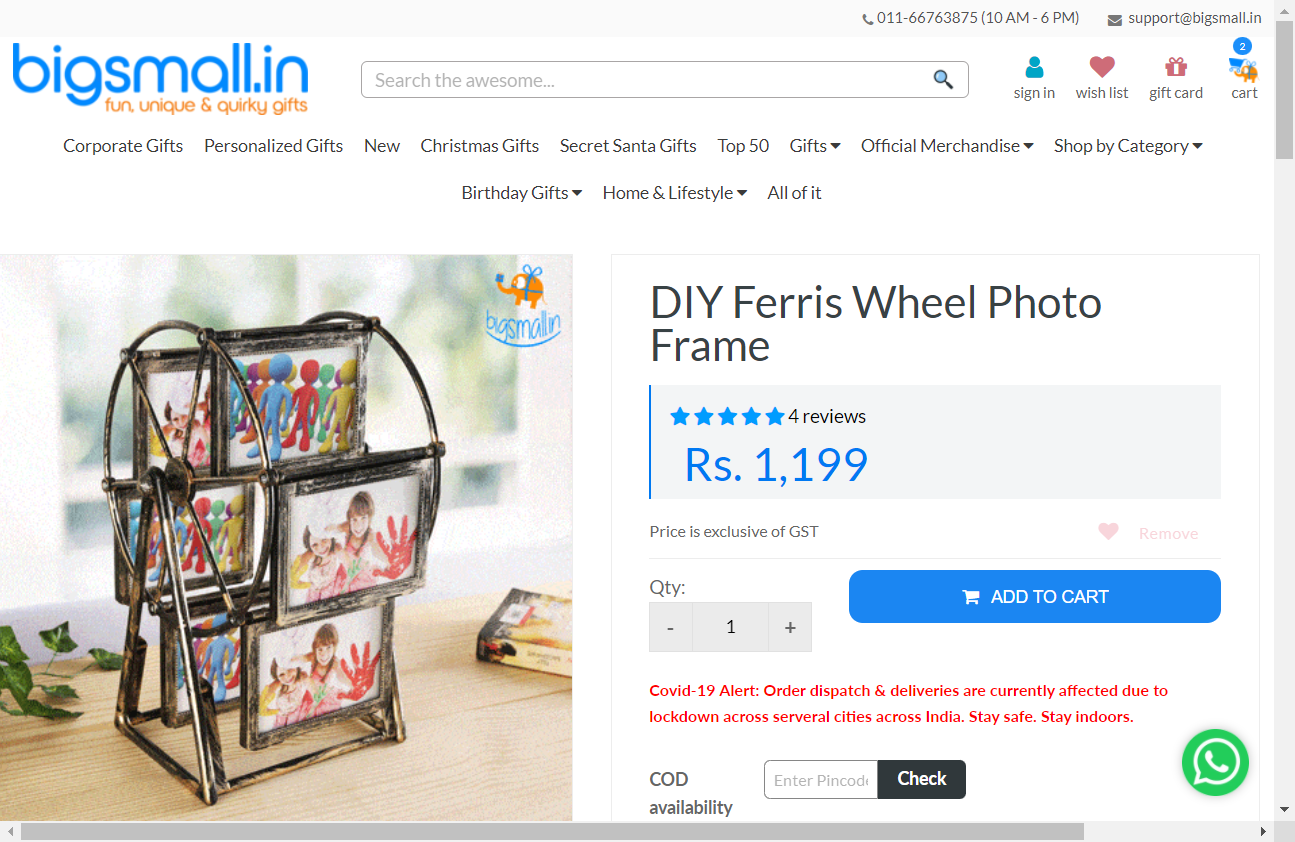 011-66763875 (10 AM - 6 PM) support@bigsmall.in
bigsmall.in
fun, unique & quirky gifts
Search the awesome...
sign in
wish list
gift card
2
cart
Corporate Gifts Personalized Gifts New Christmas Gifts Secret Santa Gifts Top 50 Gifts Official Merchandise Shop by Category
Birthday Gifts Home & Lifestyle All of it
bigsmall.in
DIY Ferris Wheel Photo
Frame
4 reviews
Rs. 1,199
Price is exclusive of GST
Remove
Qty:
- 1 +
ADD TO CART
Covid-19 Alert: Order dispatch & deliveries are currently affected due to
lockdown across serveral cities across India. Stay safe. Stay indoors.
COD
availability
Enter Pincode
Check